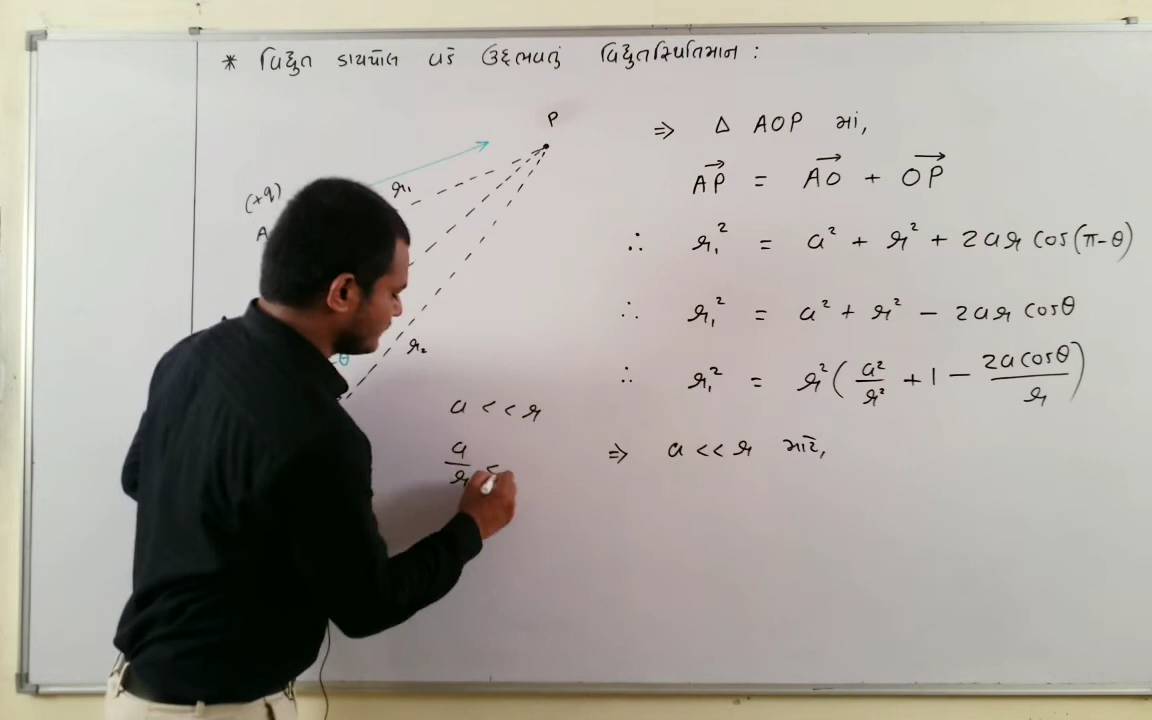 * વિદ્યુત ડાયપોલ વડે ઉદ્દભવતું વિદ્યુતસ્થિતિમાન :
P
(+q)
A
r₁
θ
r₂
a < < r
a/r <
⇒ Δ AOP માં,
AP⃗ = AO⃗ + OP⃗
∴ r₁² = a² + r² + 2ar cos(π-θ)
∴ r₁² = a² + r² − 2ar cosθ
∴ r₁² = r²(a²/r² + 1 − 2a cosθ/r)
⇒ a << r માટે,